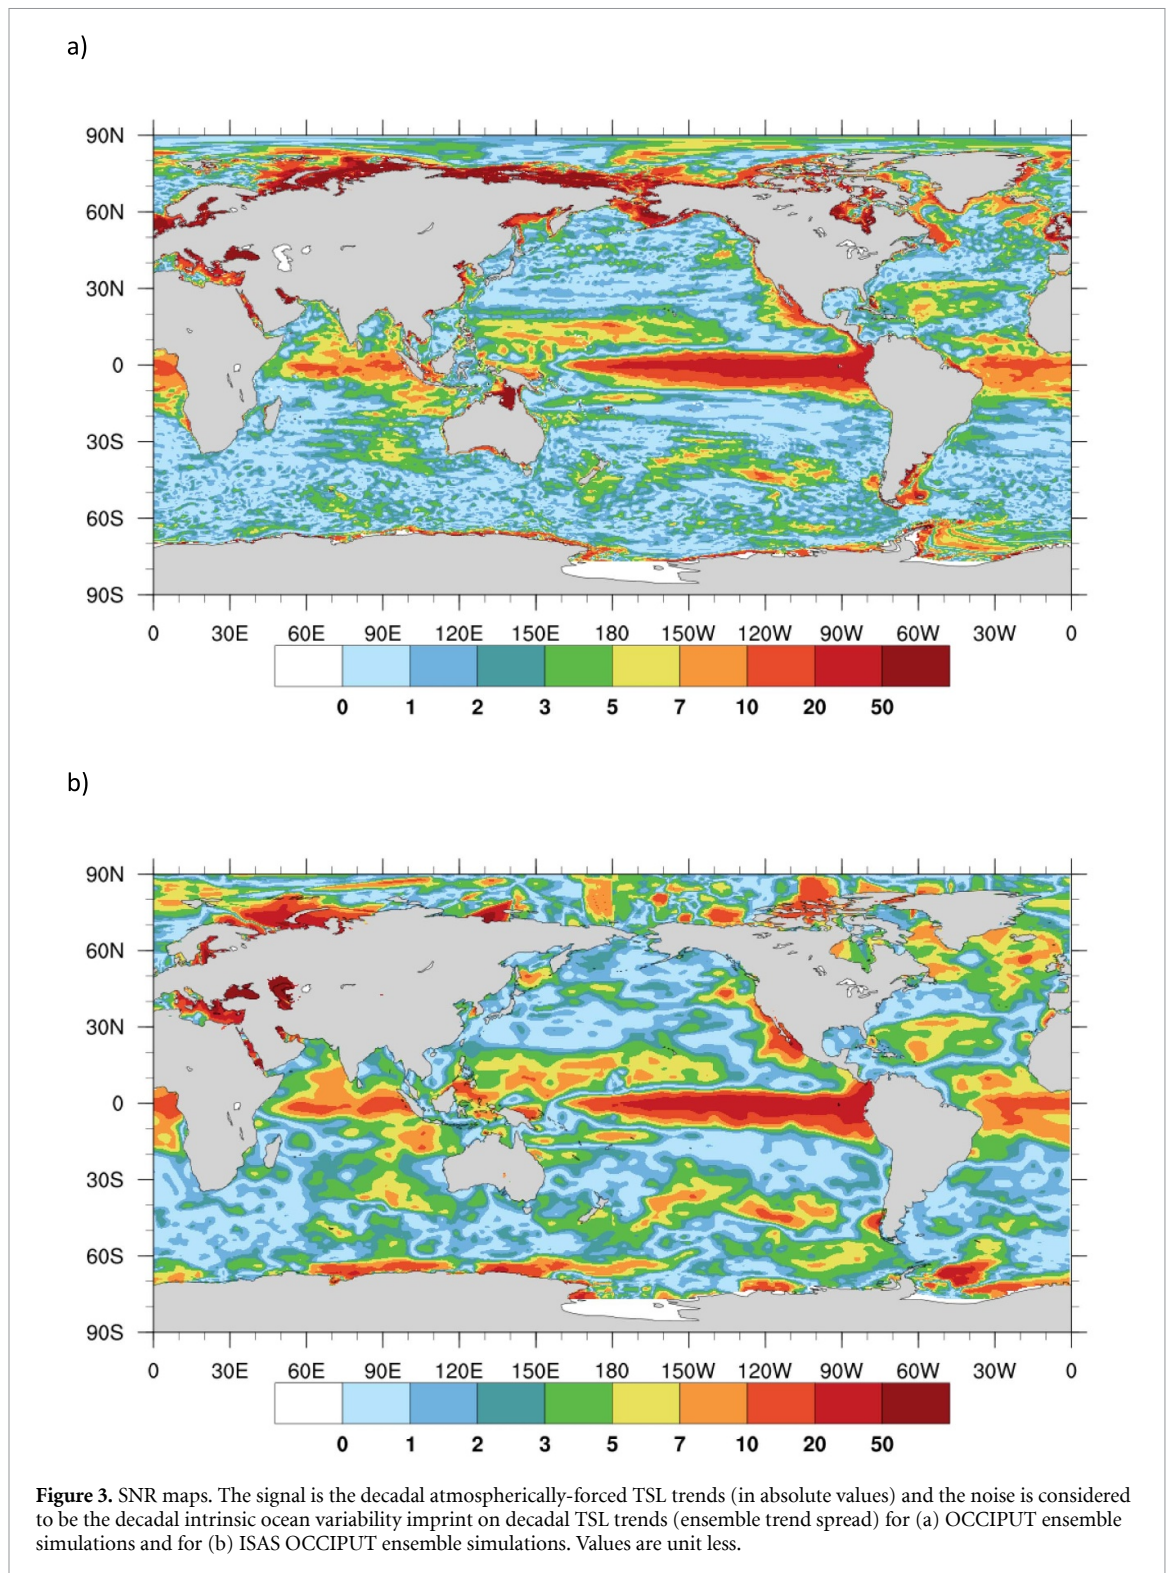 a)
90N
60N
30N
0
30S
60S
90S
0 30E 60E 90E 120E 150E 180 150W 120W 90W 60W 30W 0
0 1 2 3 5 7 10 20 50
b)
90N
60N
30N
0
30S
60S
90S
0 30E 60E 90E 120E 150E 180 150W 120W 90W 60W 30W 0
0 1 2 3 5 7 10 20 50
Figure 3. SNR maps. The signal is the decadal atmospherically-forced TSL trends (in absolute values) and the noise is considered
to be the decadal intrinsic ocean variability imprint on decadal TSL trends (ensemble trend spread) for (a) OCCIPUT ensemble
simulations and for (b) ISAS OCCIPUT ensemble simulations. Values are unit less.